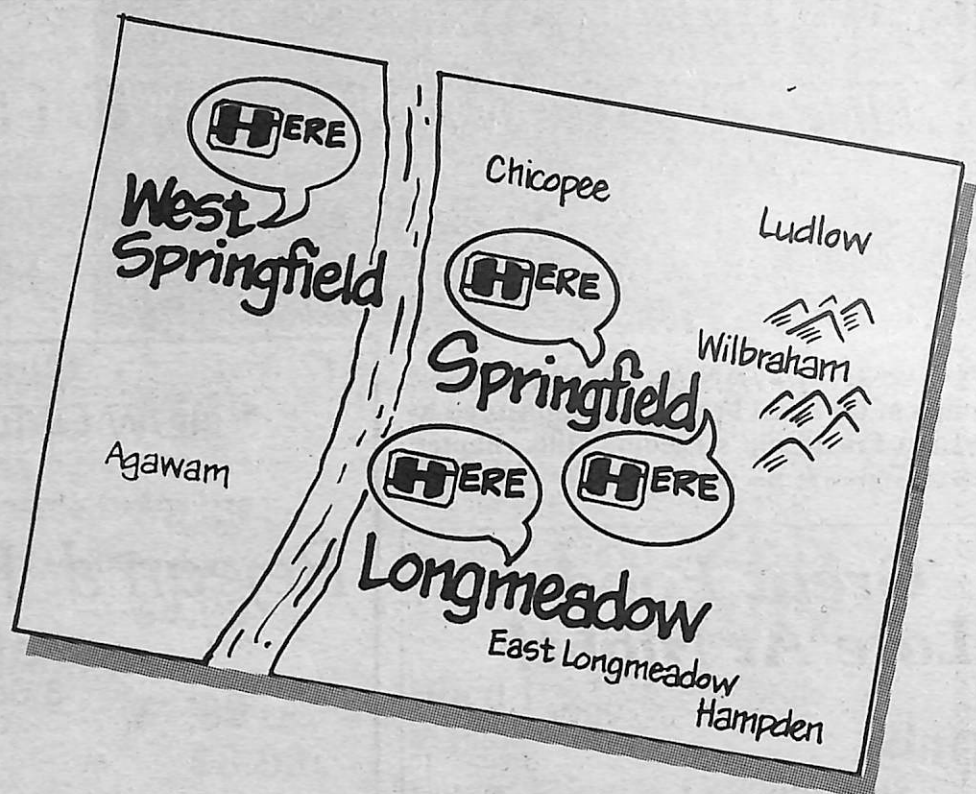 HERE
West
Springfield
Chicopee
Ludlow
HERE
Wilbraham
Springfield
Agawam
HERE
HERE
Longmeadow
East Longmeadow
Hampden